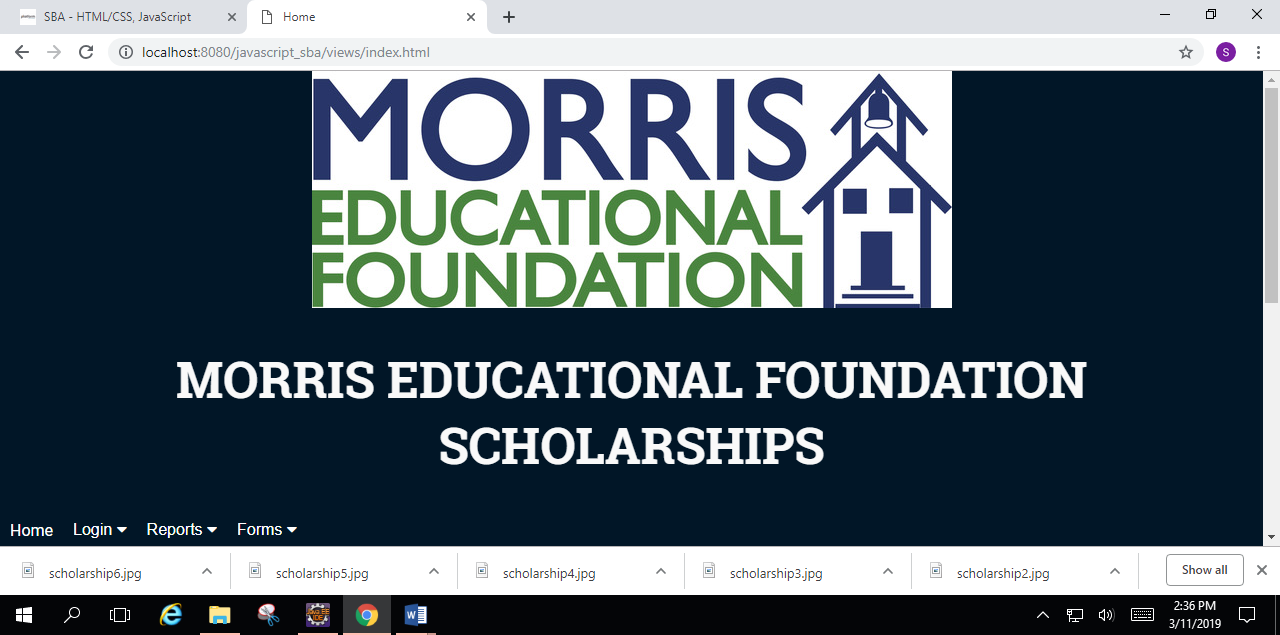 SBA - HTML/CSS, JavaScript
Home
localhost:8080/javascript_sba/views/index.html
S
MORRIS
EDUCATIONAL
FOUNDATION
MORRIS EDUCATIONAL FOUNDATION
SCHOLARSHIPS
Home Login Reports Forms
scholarship6.jpg scholarship5.jpg scholarship4.jpg scholarship3.jpg scholarship2.jpg Show all
2:36 PM
3/11/2019